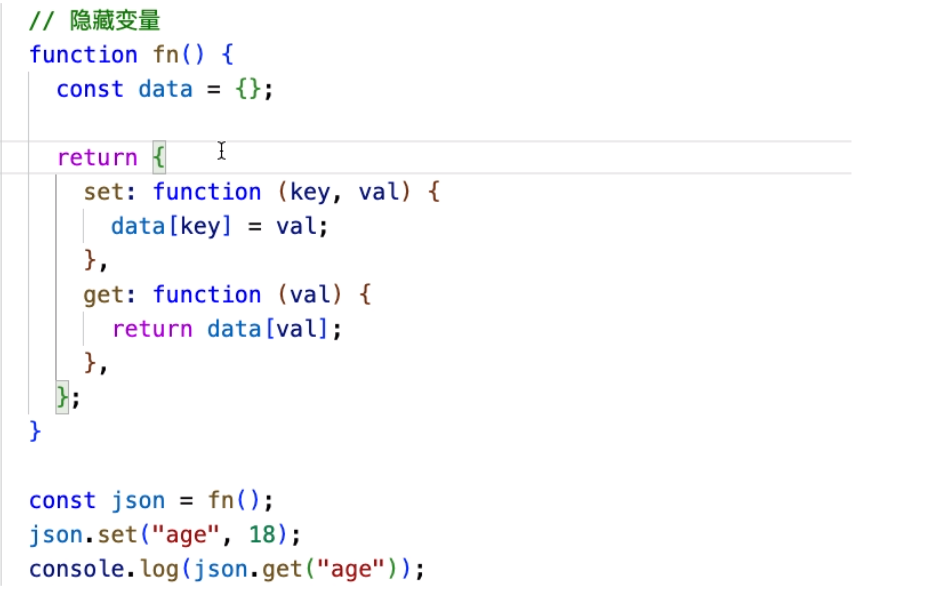 // 隐藏变量
function fn() {
  const data = {};

  return {
    set: function (key, val) {
      data[key] = val;
    },
    get: function (val) {
      return data[val];
    },
  };
}

const json = fn();
json.set("age", 18);
console.log(json.get("age"));